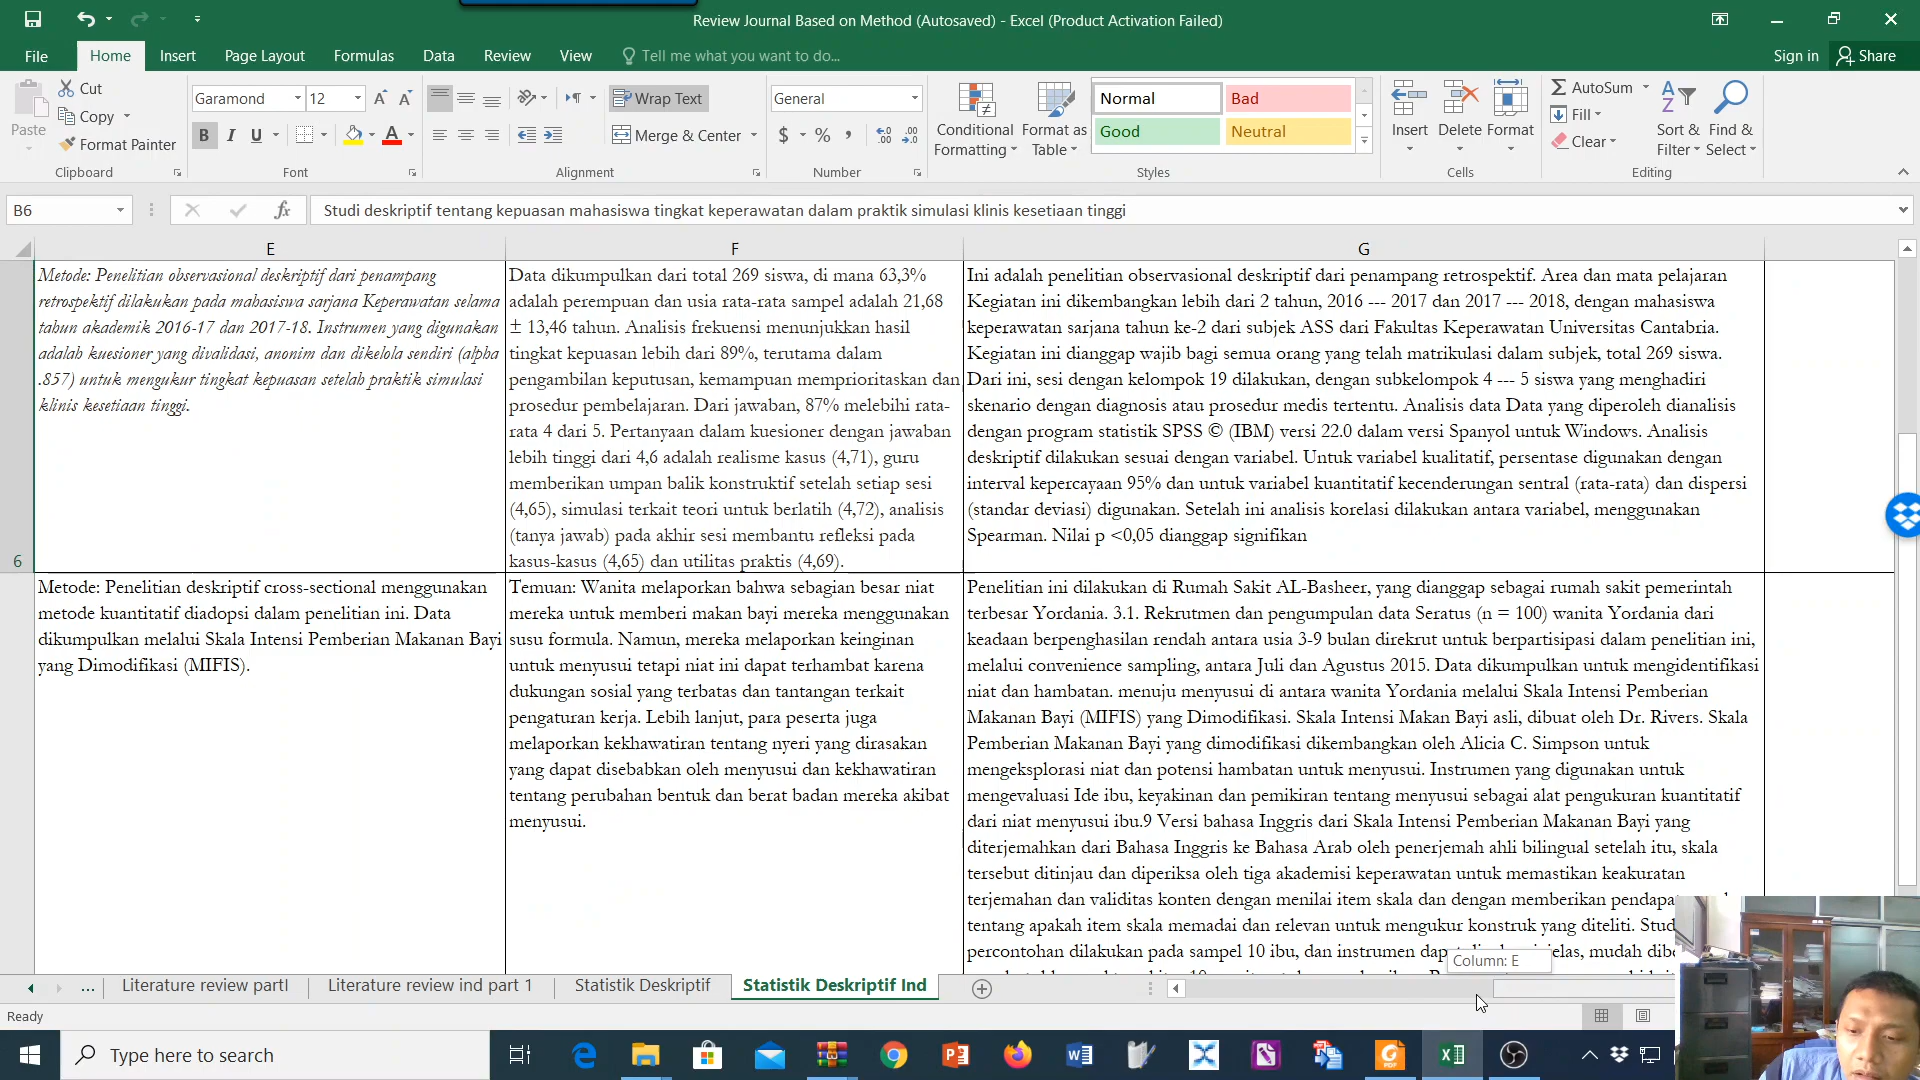 Review Journal Based on Method (Autosaved) - Excel (Product Activation Failed)
File Home Insert Page Layout Formulas Data Review View Tell me what you want to do... Sign in Share
Paste
Cut
Copy
Format Painter
Clipboard
Garamond 12
B I U
Font
Wrap Text
Merge & Center
Alignment
General
$ % ,
Number
Conditional Formatting
Format as Table
Normal Bad
Good Neutral
Styles
Insert Delete Format
Cells
AutoSum
Fill
Clear
Sort & Filter
Find & Select
Editing
B6
fx
Studi deskriptif tentang kepuasan mahasiswa tingkat keperawatan dalam praktik simulasi klinis kesetiaan tinggi
E F G
6
Metode: Penelitian observasional deskriptif dari penampang
retrospektif dilakukan pada mahasiswa sarjana Keperawatan selama
tahun akademik 2016-17 dan 2017-18. Instrumen yang digunakan
adalah kuesioner yang divalidasi, anonim dan dikelola sendiri (alpha
.857) untuk mengukur tingkat kepuasan setelah praktik simulasi
klinis kesetiaan tinggi.
Data dikumpulkan dari total 269 siswa, di mana 63,3%
adalah perempuan dan usia rata-rata sampel adalah 21,68
± 13,46 tahun. Analisis frekuensi menunjukkan hasil
tingkat kepuasan lebih dari 89%, terutama dalam
pengambilan keputusan, kemampuan memprioritaskan dan
prosedur pembelajaran. Dari jawaban, 87% melebihi rata-
rata 4 dari 5. Pertanyaan dalam kuesioner dengan jawaban
lebih tinggi dari 4,6 adalah realisme kasus (4,71), guru
memberikan umpan balik konstruktif setelah setiap sesi
(4,65), simulasi terkait teori untuk berlatih (4,72), analisis
(tanya jawab) pada akhir sesi membantu refleksi pada
kasus-kasus (4,65) dan utilitas praktis (4,69).
Ini adalah penelitian observasional deskriptif dari penampang retrospektif. Area dan mata pelajaran
Kegiatan ini dikembangkan lebih dari 2 tahun, 2016 --- 2017 dan 2017 --- 2018, dengan mahasiswa
keperawatan sarjana tahun ke-2 dari subjek ASS dari Fakultas Keperawatan Universitas Cantabria.
Kegiatan ini dianggap wajib bagi semua orang yang telah matrikulasi dalam subjek, total 269 siswa.
Dari ini, sesi dengan kelompok 19 dilakukan, dengan subkelompok 4 --- 5 siswa yang menghadiri
skenario dengan diagnosis atau prosedur medis tertentu. Analisis data Data yang diperoleh dianalisis
dengan program statistik SPSS © (IBM) versi 22.0 dalam versi Spanyol untuk Windows. Analisis
deskriptif dilakukan sesuai dengan variabel. Untuk variabel kualitatif, persentase digunakan dengan
interval kepercayaan 95% dan untuk variabel kuantitatif kecenderungan sentral (rata-rata) dan dispersi
(standar deviasi) digunakan. Setelah ini analisis korelasi dilakukan antara variabel, menggunakan
Spearman. Nilai p <0,05 dianggap signifikan
Metode: Penelitian deskriptif cross-sectional menggunakan
metode kuantitatif diadopsi dalam penelitian ini. Data
dikumpulkan melalui Skala Intensi Pemberian Makanan Bayi
yang Dimodifikasi (MIFIS).
Temuan: Wanita melaporkan bahwa sebagian besar niat
mereka untuk memberi makan bayi mereka menggunakan
susu formula. Namun, mereka melaporkan keinginan
untuk menyusui tetapi niat ini dapat terhambat karena
dukungan sosial yang terbatas dan tantangan terkait
pengaturan kerja. Lebih lanjut, para peserta juga
melaporkan kekhawatiran tentang nyeri yang dirasakan
yang dapat disebabkan oleh menyusui dan kekhawatiran
tentang perubahan bentuk dan berat badan mereka akibat
menyusui.
Penelitian ini dilakukan di Rumah Sakit AL-Basheer, yang dianggap sebagai rumah sakit pemerintah
terbesar Yordania. 3.1. Rekrutmen dan pengumpulan data Seratus (n = 100) wanita Yordania dari
keadaan berpenghasilan rendah antara usia 3-9 bulan direkrut untuk berpartisipasi dalam penelitian ini,
melalui convenience sampling, antara Juli dan Agustus 2015. Data dikumpulkan untuk mengidentifikasi
niat dan hambatan. menuju menyusui di antara wanita Yordania melalui Skala Intensi Pemberian
Makanan Bayi (MIFIS) yang Dimodifikasi. Skala Intensi Makan Bayi asli, dibuat oleh Dr. Rivers. Skala
Pemberian Makanan Bayi yang dimodifikasi dikembangkan oleh Alicia C. Simpson untuk
mengeksplorasi niat dan potensi hambatan untuk menyusui. Instrumen yang digunakan untuk
mengevaluasi Ide ibu, keyakinan dan pemikiran tentang menyusui sebagai alat pengukuran kuantitatif
dari niat menyusui ibu.9 Versi bahasa Inggris dari Skala Intensi Pemberian Makanan Bayi yang
diterjemahkan dari Bahasa Inggris ke Bahasa Arab oleh penerjemah ahli bilingual setelah itu, skala
tersebut ditinjau dan diperiksa oleh tiga akademisi keperawatan untuk memastikan keakuratan
terjemahan dan validitas konten dengan menilai item skala dan dengan memberikan
tentang apakah item skala memadai dan relevan untuk mengukur konstruk yang diteliti.
percontohan dilakukan pada sampel 10 ibu, dan instrumen mudah
Column: E
... Literature review partI Literature review ind part 1 Statistik Deskriptif Statistik Deskriptif Ind
Ready
Type here to search